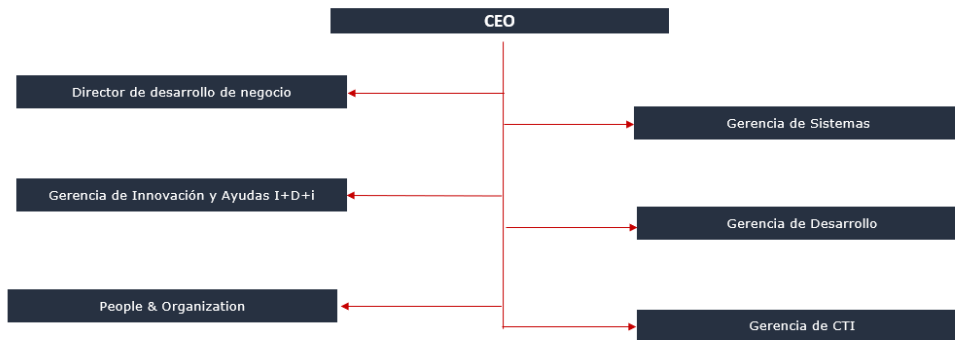 CEO
Director de desarrollo de negocio
Gerencia de Sistemas
Gerencia de Innovación y Ayudas I+D+i
Gerencia de Desarrollo
People & Organization
Gerencia de CTI